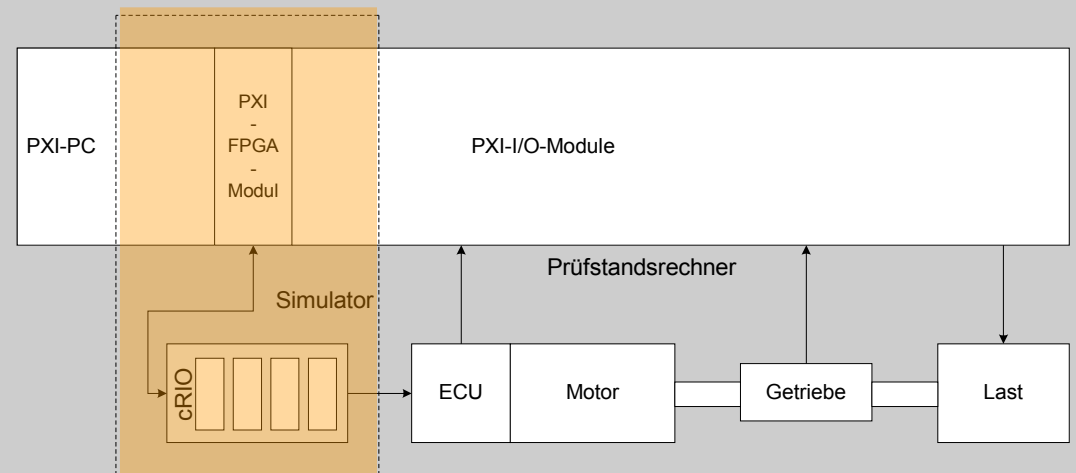 PXI-PC
PXI
-
FPGA
-
Modul
PXI-I/O-Module
Prüfstandsrechner
Simulator
cRIO
ECU
Motor
Getriebe
Last